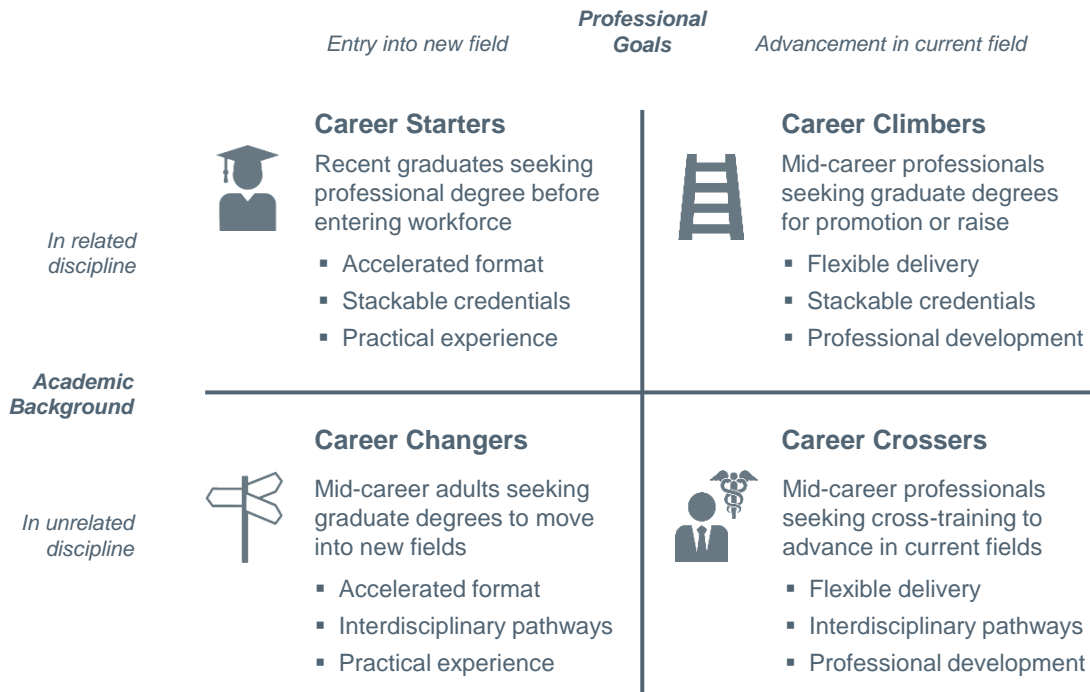 Professional
Goals
Entry into new field
Advancement in current field
Career Starters
Recent graduates seeking
professional degree before
entering workforce
▪ Accelerated format
▪ Stackable credentials
▪ Practical experience
Career Climbers
Mid-career professionals
seeking graduate degrees
for promotion or raise
▪ Flexible delivery
▪ Stackable credentials
▪ Professional development
In related
discipline
Academic
Background
Career Changers
Mid-career adults seeking
graduate degrees to move
into new fields
▪ Accelerated format
▪ Interdisciplinary pathways
▪ Practical experience
Career Crossers
Mid-career professionals
seeking cross-training to
advance in current fields
▪ Flexible delivery
▪ Interdisciplinary pathways
▪ Professional development
In unrelated
discipline